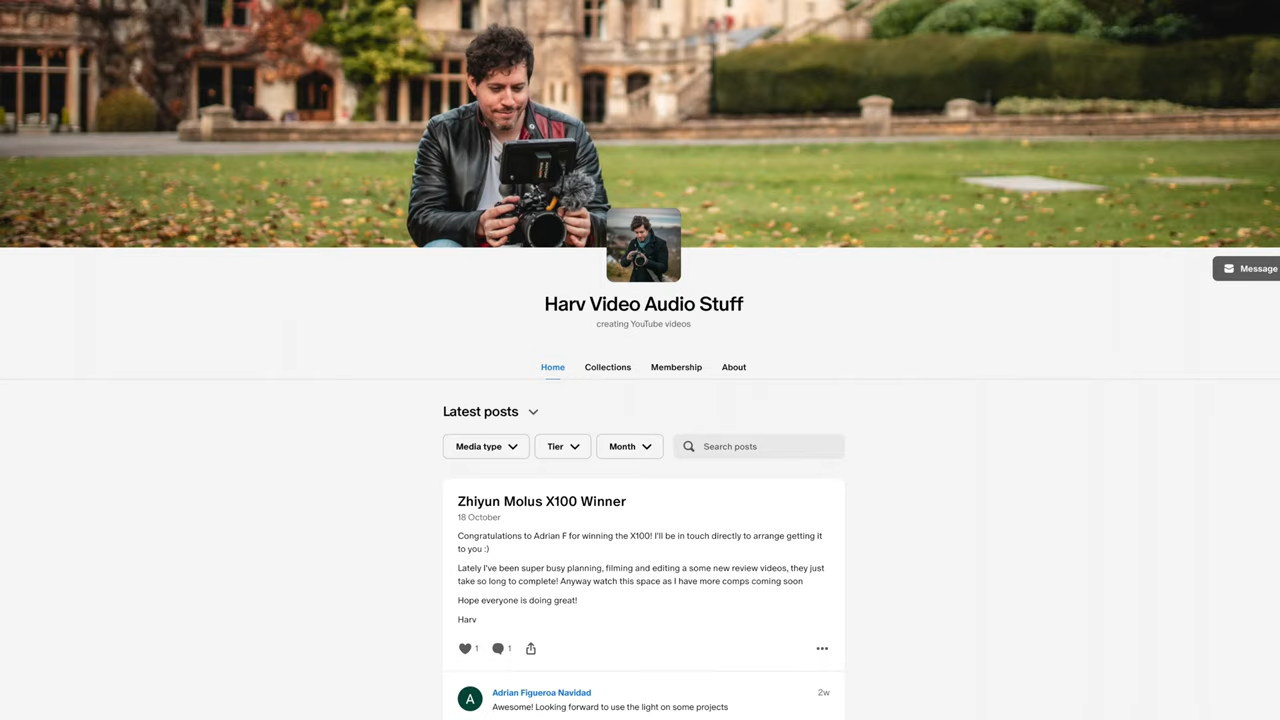 Message
Harv Video Audio Stuff
creating YouTube videos
Home Collections Membership About
Latest posts
Media type Tier Month Search posts
Zhiyun Molus X100 Winner
18 October
Congratulations to Adrian F for winning the X100! I'll be in touch directly to arrange getting it
to you :)
Lately I've been super busy planning, filming and editing a some new review videos, they just
take so long to complete! Anyway watch this space as I have more comps coming soon
Hope everyone is doing great!
Harv
1 1
A Adrian Figueroa Navidad 2w
Awesome! Looking forward to use the light on some projects